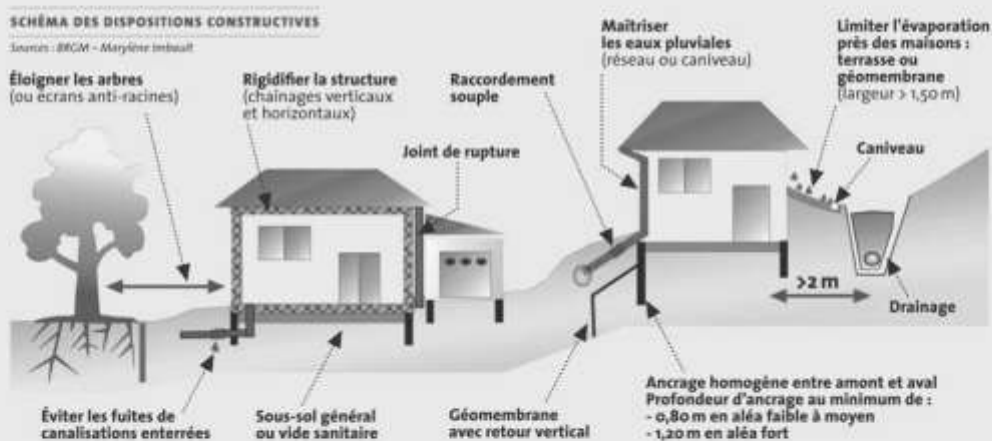 SCHÉMA DES DISPOSITIONS CONSTRUCTIVES
Sources : BRGM – Marylène Imbault
Éloigner les arbres
(ou écrans anti-racines)
Rigidifier la structure
(chaînages verticaux
et horizontaux)
Joint de rupture
Raccordement
souple
Maîtriser
les eaux pluviales
(réseau ou caniveau)
Limiter l'évaporation
près des maisons :
terrasse ou
géomembrane
(largeur > 1,50 m)
Caniveau
>2 m
Drainage
Éviter les fuites de
canalisations enterrées
Sous-sol général
ou vide sanitaire
Géomembrane
avec retour vertical
Ancrage homogène entre amont et aval
Profondeur d'ancrage au minimum de :
- 0,80 m en aléa faible à moyen
- 1,20 m en aléa fort